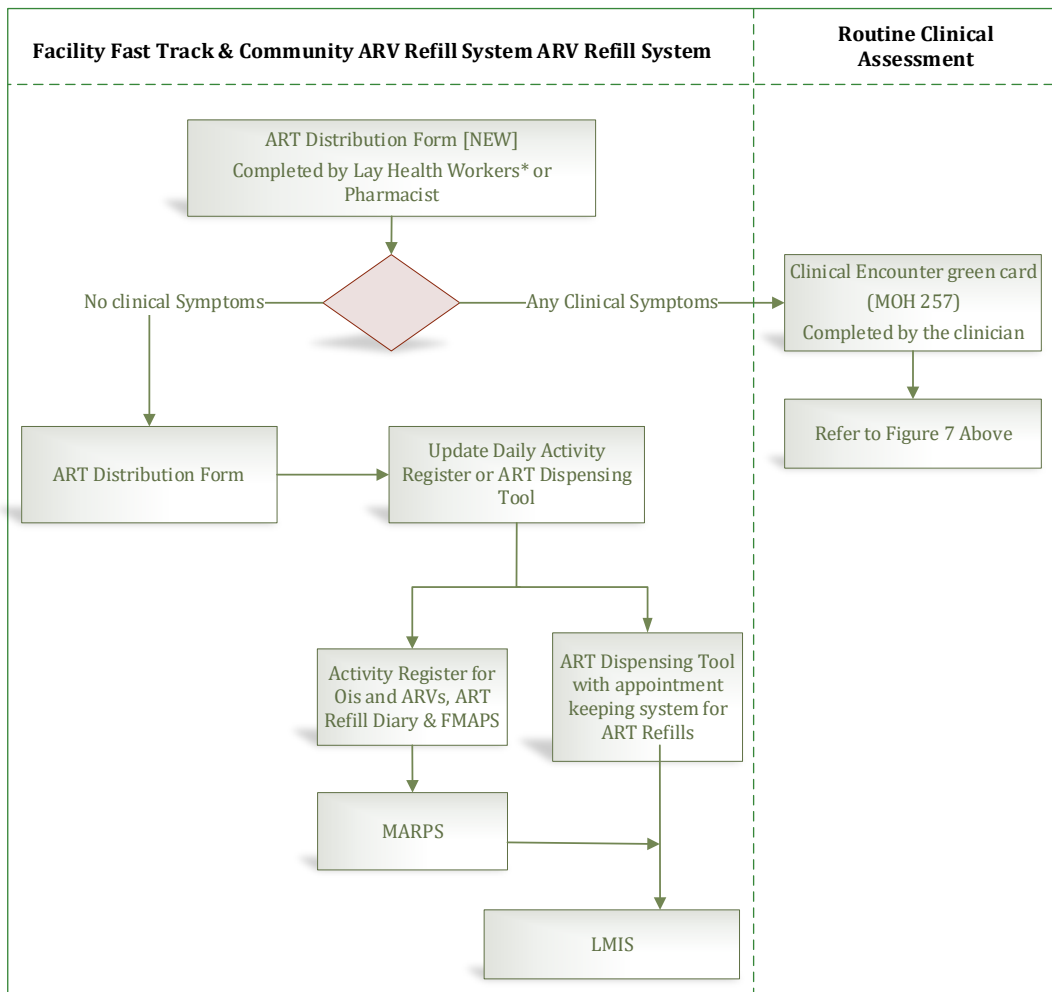 Facility Fast Track & Community ARV Refill System ARV Refill System
Routine Clinical
Assessment
ART Distribution Form [NEW]
Completed by Lay Health Workers* or
Pharmacist
No clinical Symptoms
Any Clinical Symptoms
Clinical Encounter green card
(MOH 257)
Completed by the clinician
Refer to Figure 7 Above
ART Distribution Form
Update Daily Activity
Register or ART Dispensing
Tool
Activity Register for
Ois and ARVs, ART
Refill Diary & FMAPS
ART Dispensing Tool
with appointment
keeping system for
ART Refills
MARPS
LMIS